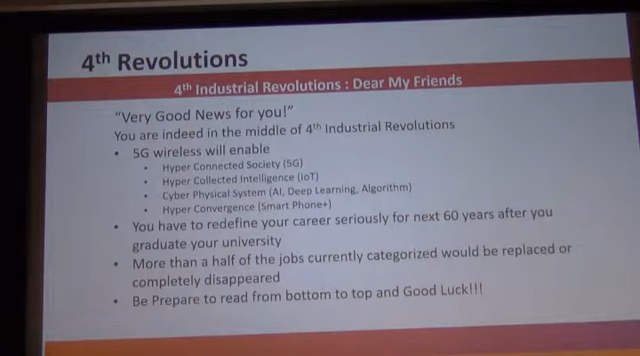 4th Revolutions
4th Industrial Revolutions : Dear My Friends
"Very Good News for you!"
You are indeed in the middle of 4th Industrial Revolutions
• 5G wireless will enable
• Hyper Connected Society (5G)
• Hyper Collected Intelligence (IoT)
• Cyber Physical System (AI, Deep Learning, Algorithm)
• Hyper Convergence (Smart Phone+)
• You have to redefine your career seriously for next 60 years after you
graduate your university
• More than a half of the jobs currently categorized would be replaced or
completely disappeared
• Be Prepare to read from bottom to top and Good Luck!!!